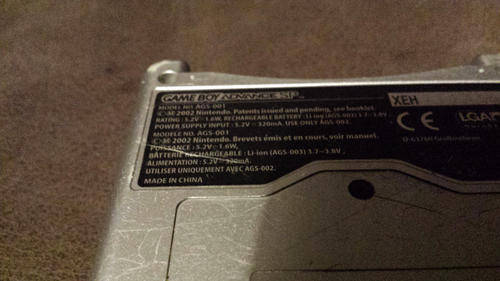 GAME BOY ADVANCE SP
MODEL NO. AGS-001
© M 2002 Nintendo. Patents issued and pending, see booklet.
RATING : 5.2V⎓1.6W, RECHARGEABLE BATTERY : Li-ion (AGS-003) 3.7⎓3.8V
POWER SUPPLY INPUT : 5.2V⎓320mA. USE ONLY AGS-002.
MODELE NO. AGS-001
© M 2002 Nintendo. Brevets émis et en cours, voir manuel.
PUISSANCE : 5.2V⎓1.6W,
BATTERIE RECHARGEABLE : Li-ion (AGS-003) 3.7⎓3.8V,
ALIMENTATION : 5.2V⎓320mA.
UTILISER UNIQUEMENT AVEC AGS-002.
MADE IN CHINA
XEH
CE
LGA